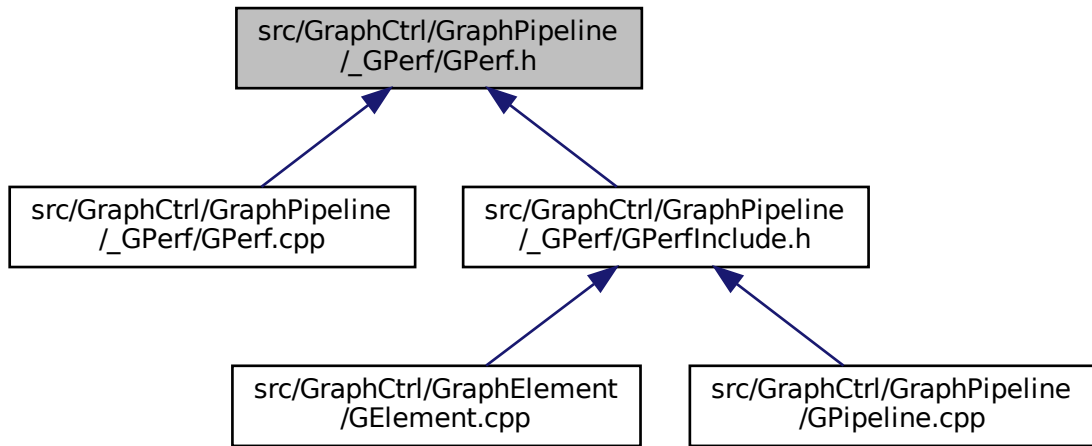 src/GraphCtrl/GraphPipeline
/_GPerf/GPerf.h
src/GraphCtrl/GraphPipeline
/_GPerf/GPerf.cpp
src/GraphCtrl/GraphPipeline
/_GPerf/GPerfInclude.h
src/GraphCtrl/GraphElement
/GElement.cpp
src/GraphCtrl/GraphPipeline
/GPipeline.cpp